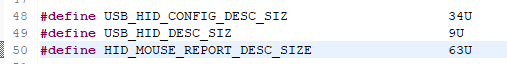 48 #define USB_HID_CONFIG_DESC_SIZ 34U
49 #define USB_HID_DESC_SIZ 9U
50 #define HID_MOUSE_REPORT_DESC_SIZE 63U